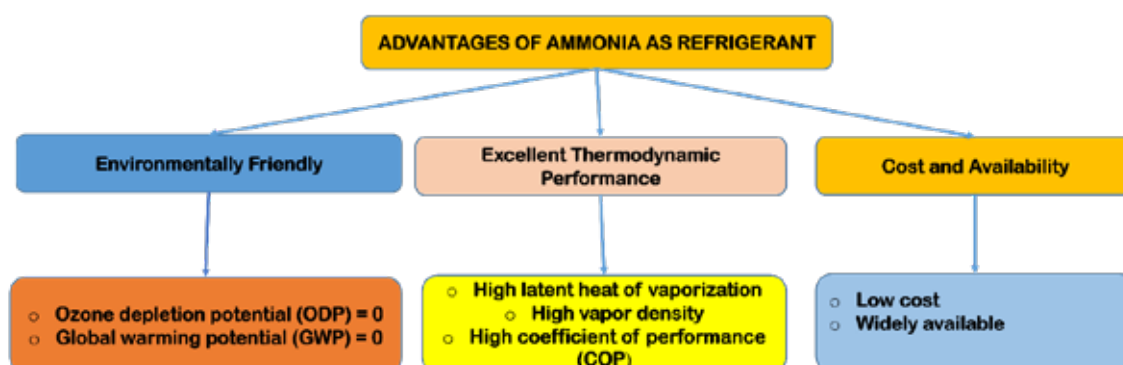 ADVANTAGES OF AMMONIA AS REFRIGERANT
Environmentally Friendly
Excellent Thermodynamic
Performance
Cost and Availability
o Ozone depletion potential (ODP) = 0
o Global warming potential (GWP) = 0
o High latent heat of vaporization
o High vapor density
o High coefficient of performance
(COP)
o Low cost
o Widely available